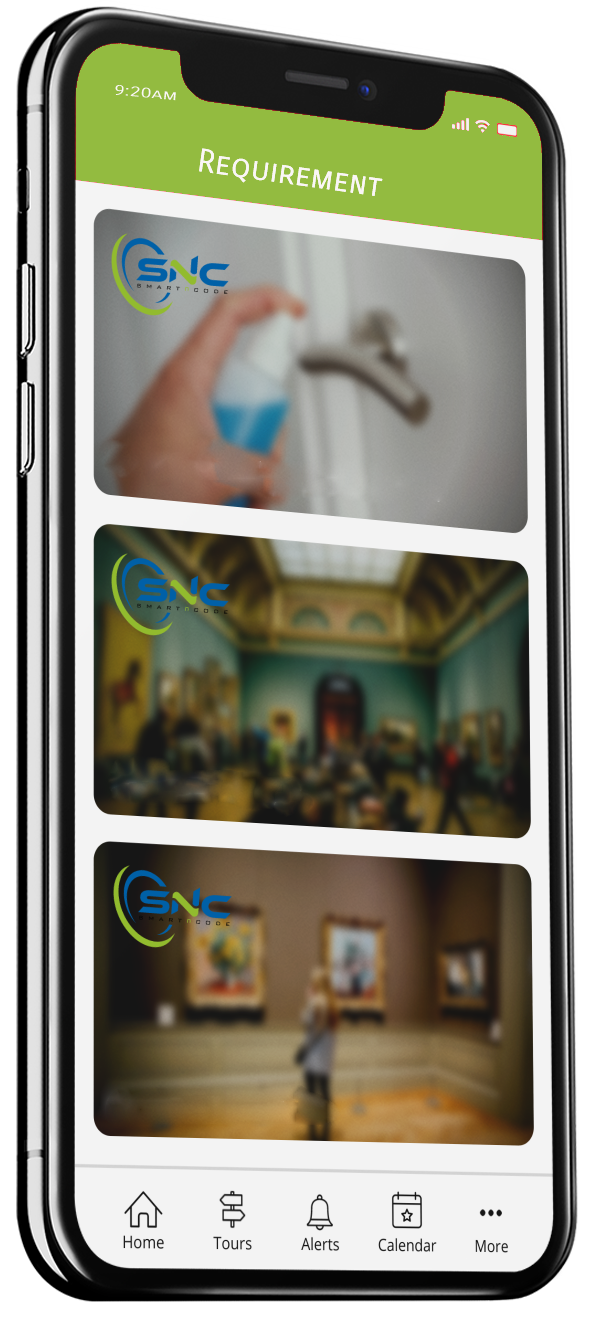 9:20AM
REQUIREMENT
SNC
SMART CODE
SNC
SMART CODE
SNC
SMART CODE
Home
Tours
Alerts
Calendar
More